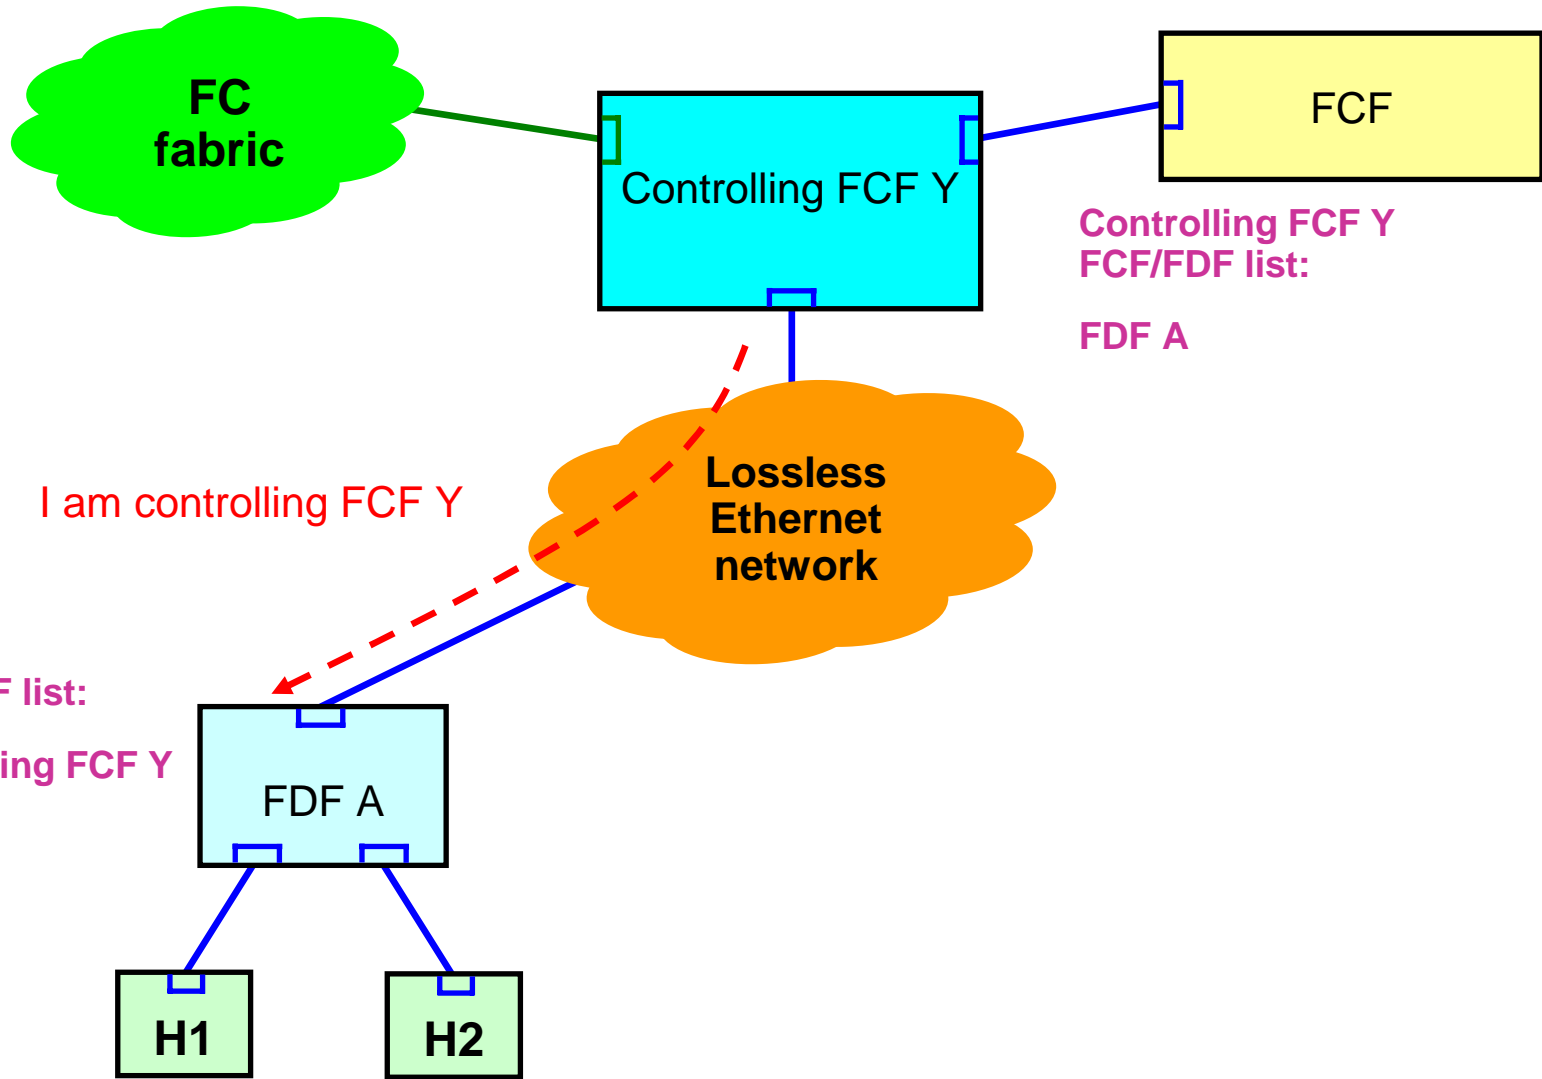 FC
fabric
Controlling FCF Y
FCF
Controlling FCF Y
FCF/FDF list:
FDF A
Lossless
Ethernet
network
I am controlling FCF Y
list:
FCF Y
FDF A
H1
H2